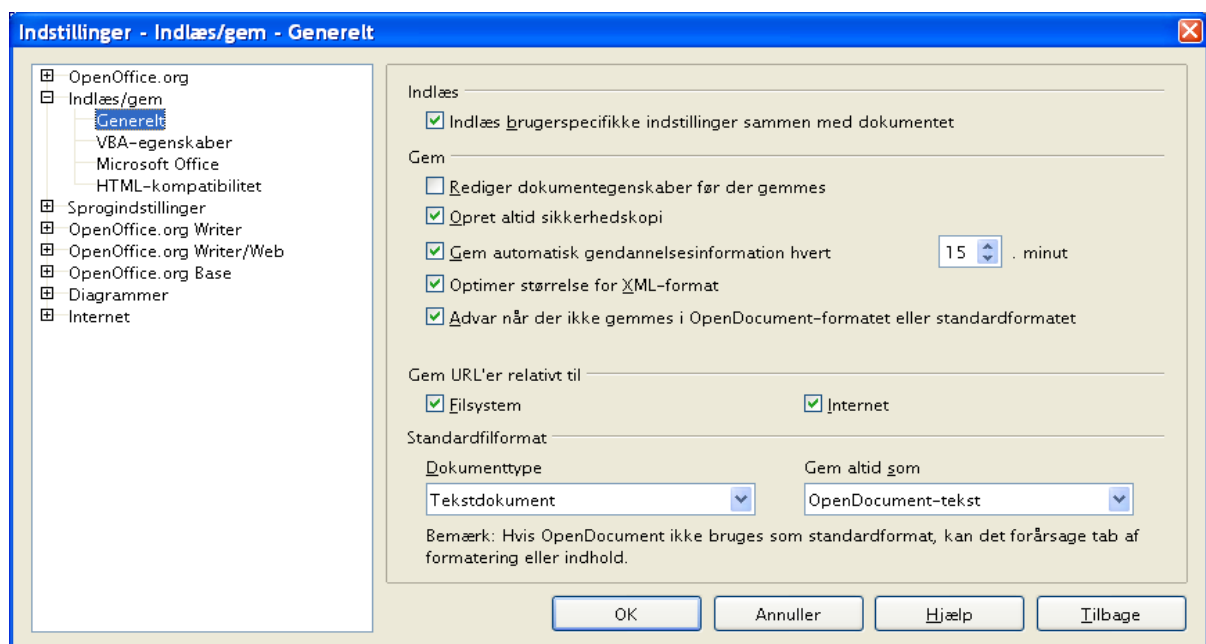 Indstillinger - Indlæs/gem - Generelt
OpenOffice.org
Indlæs/gem
Generelt
VBA-egenskaber
Microsoft Office
HTML-kompatibilitet
Sprogindstillinger
OpenOffice.org Writer
OpenOffice.org Writer/Web
OpenOffice.org Base
Diagrammer
Internet
Indlæs
Indlæs brugerspecifikke indstillinger sammen med dokumentet
Gem
Rediger dokumentegenskaber før der gemmes
Opret altid sikkerhedskopi
Gem automatisk gendannelsesinformation hvert 15 . minut
Optimer størrelse for XML-format
Advar når der ikke gemmes i OpenDocument-formatet eller standardformatet
Gem URL'er relativt til
Filsystem Internet
Standardfilformat
Dokumenttype Gem altid som
Tekstdokument OpenDocument-tekst
Bemærk: Hvis OpenDocument ikke bruges som standardformat, kan det forårsage tab af
formatering eller indhold.
OK Annuller Hjælp Tilbage